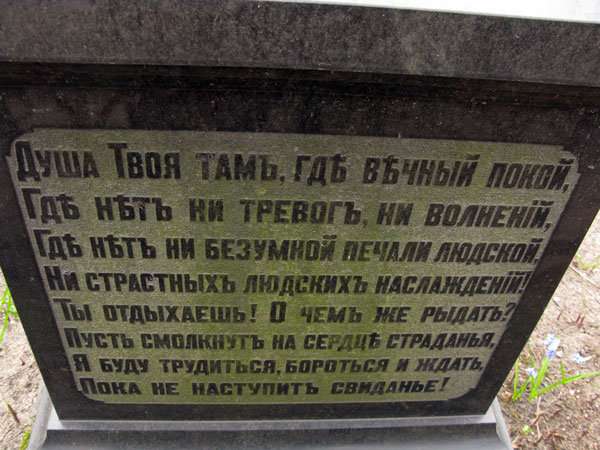 Душа Твоя тамъ, гдѣ вѣчный покой,
Гдѣ нѣтъ ни тревогъ, ни волненій,
Гдѣ нѣтъ ни безумной печали людской,
Ни страстныхъ людскихъ наслажденій!
Ты отдыхаешь! О чемъ же рыдать?
Пусть смолкнутъ на сердцѣ страданья,
Я буду трудиться, бороться и ждать,
Пока не наступитъ свиданье!